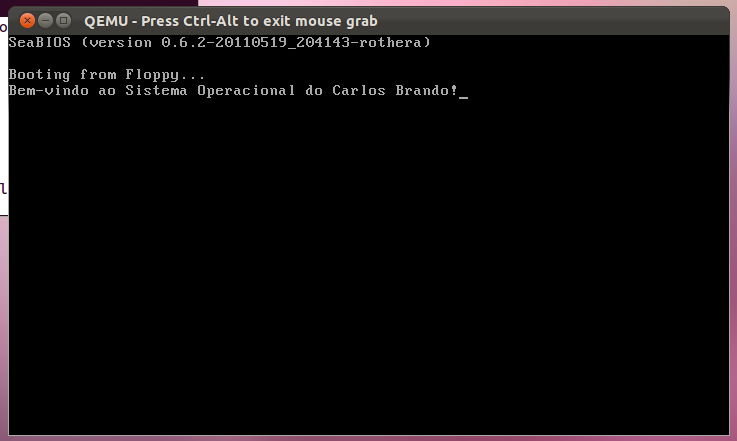 QEMU - Press Ctrl-Alt to exit mouse grab
SeaBIOS (version 0.6.2-20110519_204143-rothera)
Booting from Floppy...
Bem-vindo ao Sistema Operacional do Carlos Brando!_